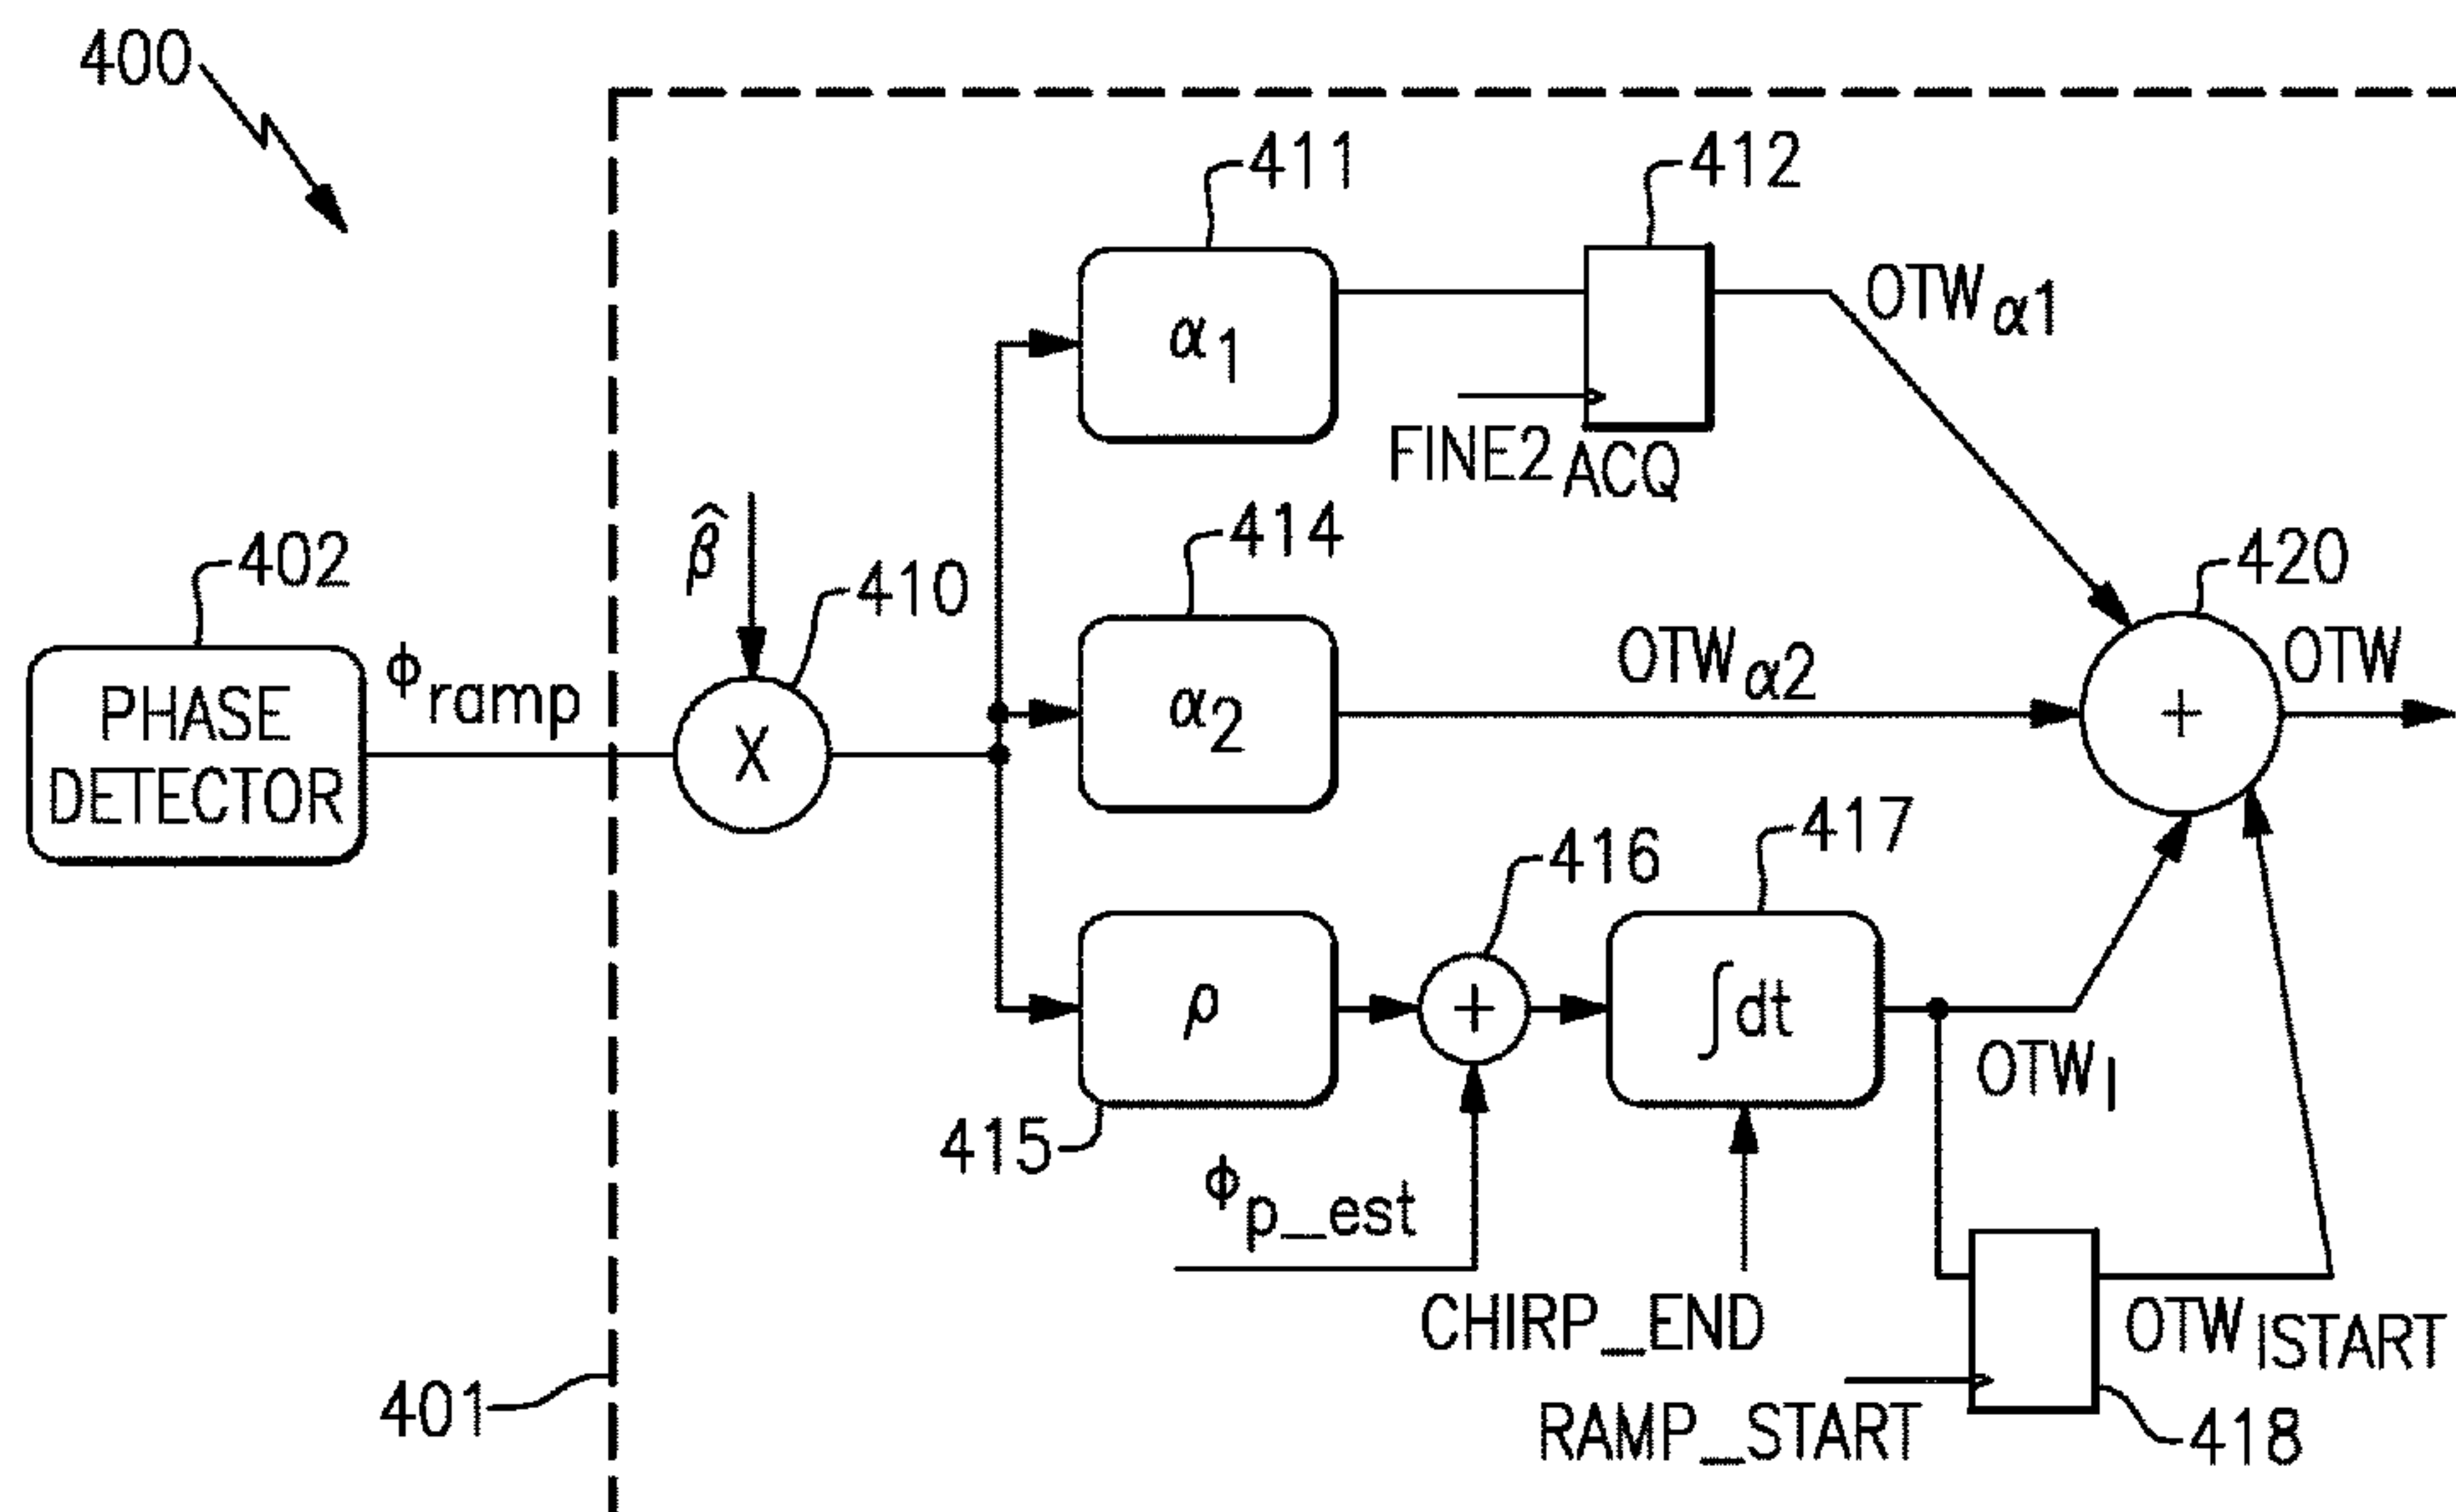 400
411
412
α1
OTWα1
FINE2ACQ
β̂
402
410
414
420
PHASE
DETECTOR
ϕramp
X
α2
OTWα2
+
OTW
415
ρ
416
+
417
∫dt
OTWI
ϕp_est
CHIRP_END
RAMP_START
OTWISTART
418
401